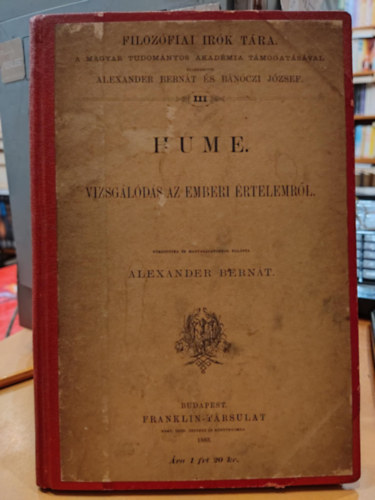 FILOZÓFIAI IRÓK TÁRA.
A MAGYAR TUDOMÁNYOS AKADÉMIA TÁMOGATÁSÁVAL
ALEXANDER BERNÁT ÉS BÁNÓCZI JÓZSEF.
III
HUME.
VIZSGÁLÓDÁS AZ EMBERI ÉRTELEMRŐL.
ALEXANDER BERNÁT.
BUDAPEST,
FRANKLIN-TÁRSULAT
Ára 1 frt 20 kr.